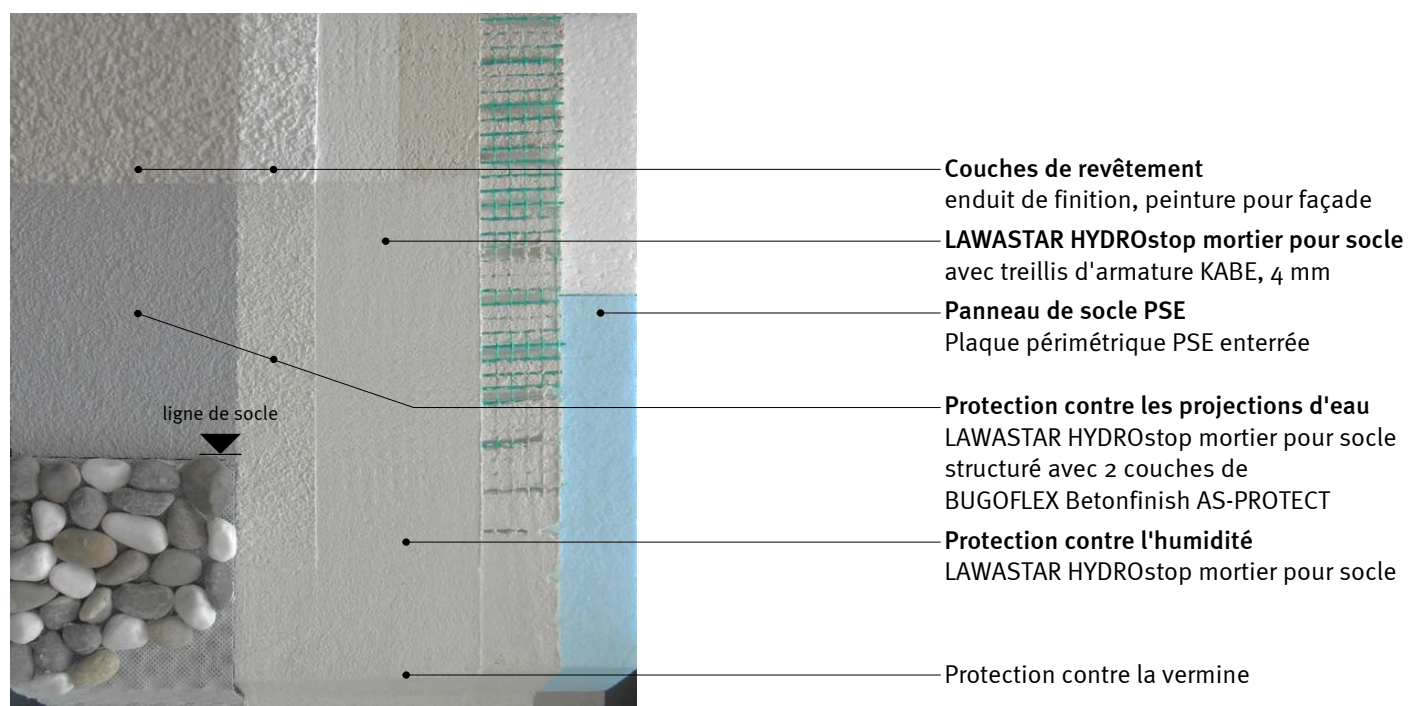 Couches de revêtement
enduit de finition, peinture pour façade
LAWASTAR HYDROstop mortier pour socle
avec treillis d'armature KABE, 4 mm
Panneau de socle PSE
Plaque périmétrique PSE enterrée
Protection contre les projections d'eau
LAWASTAR HYDROstop mortier pour socle
structuré avec 2 couches de
BUGOFLEX Betonfinish AS-PROTECT
ligne de socle
Protection contre l'humidité
LAWASTAR HYDROstop mortier pour socle
Protection contre la vermine